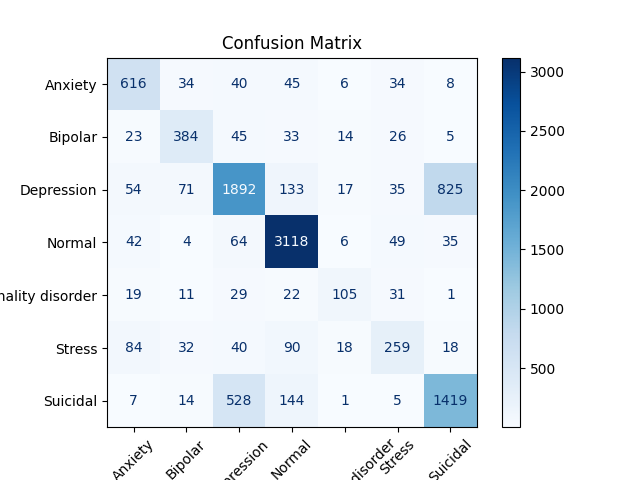 Confusion Matrix
Anxiety 616 34 40 45 6 34 8
Bipolar 23 384 45 33 14 26 5
Depression 54 71 1892 133 17 35 825
Normal 42 4 64 3118 6 49 35
nality disorder 19 11 29 22 105 31 1
Stress 84 32 40 90 18 259 18
Suicidal 7 14 528 144 1 5 1419
Anxiety Bipolar ression Normal disorder Stress Suicidal
3000
2500
2000
1500
1000
500